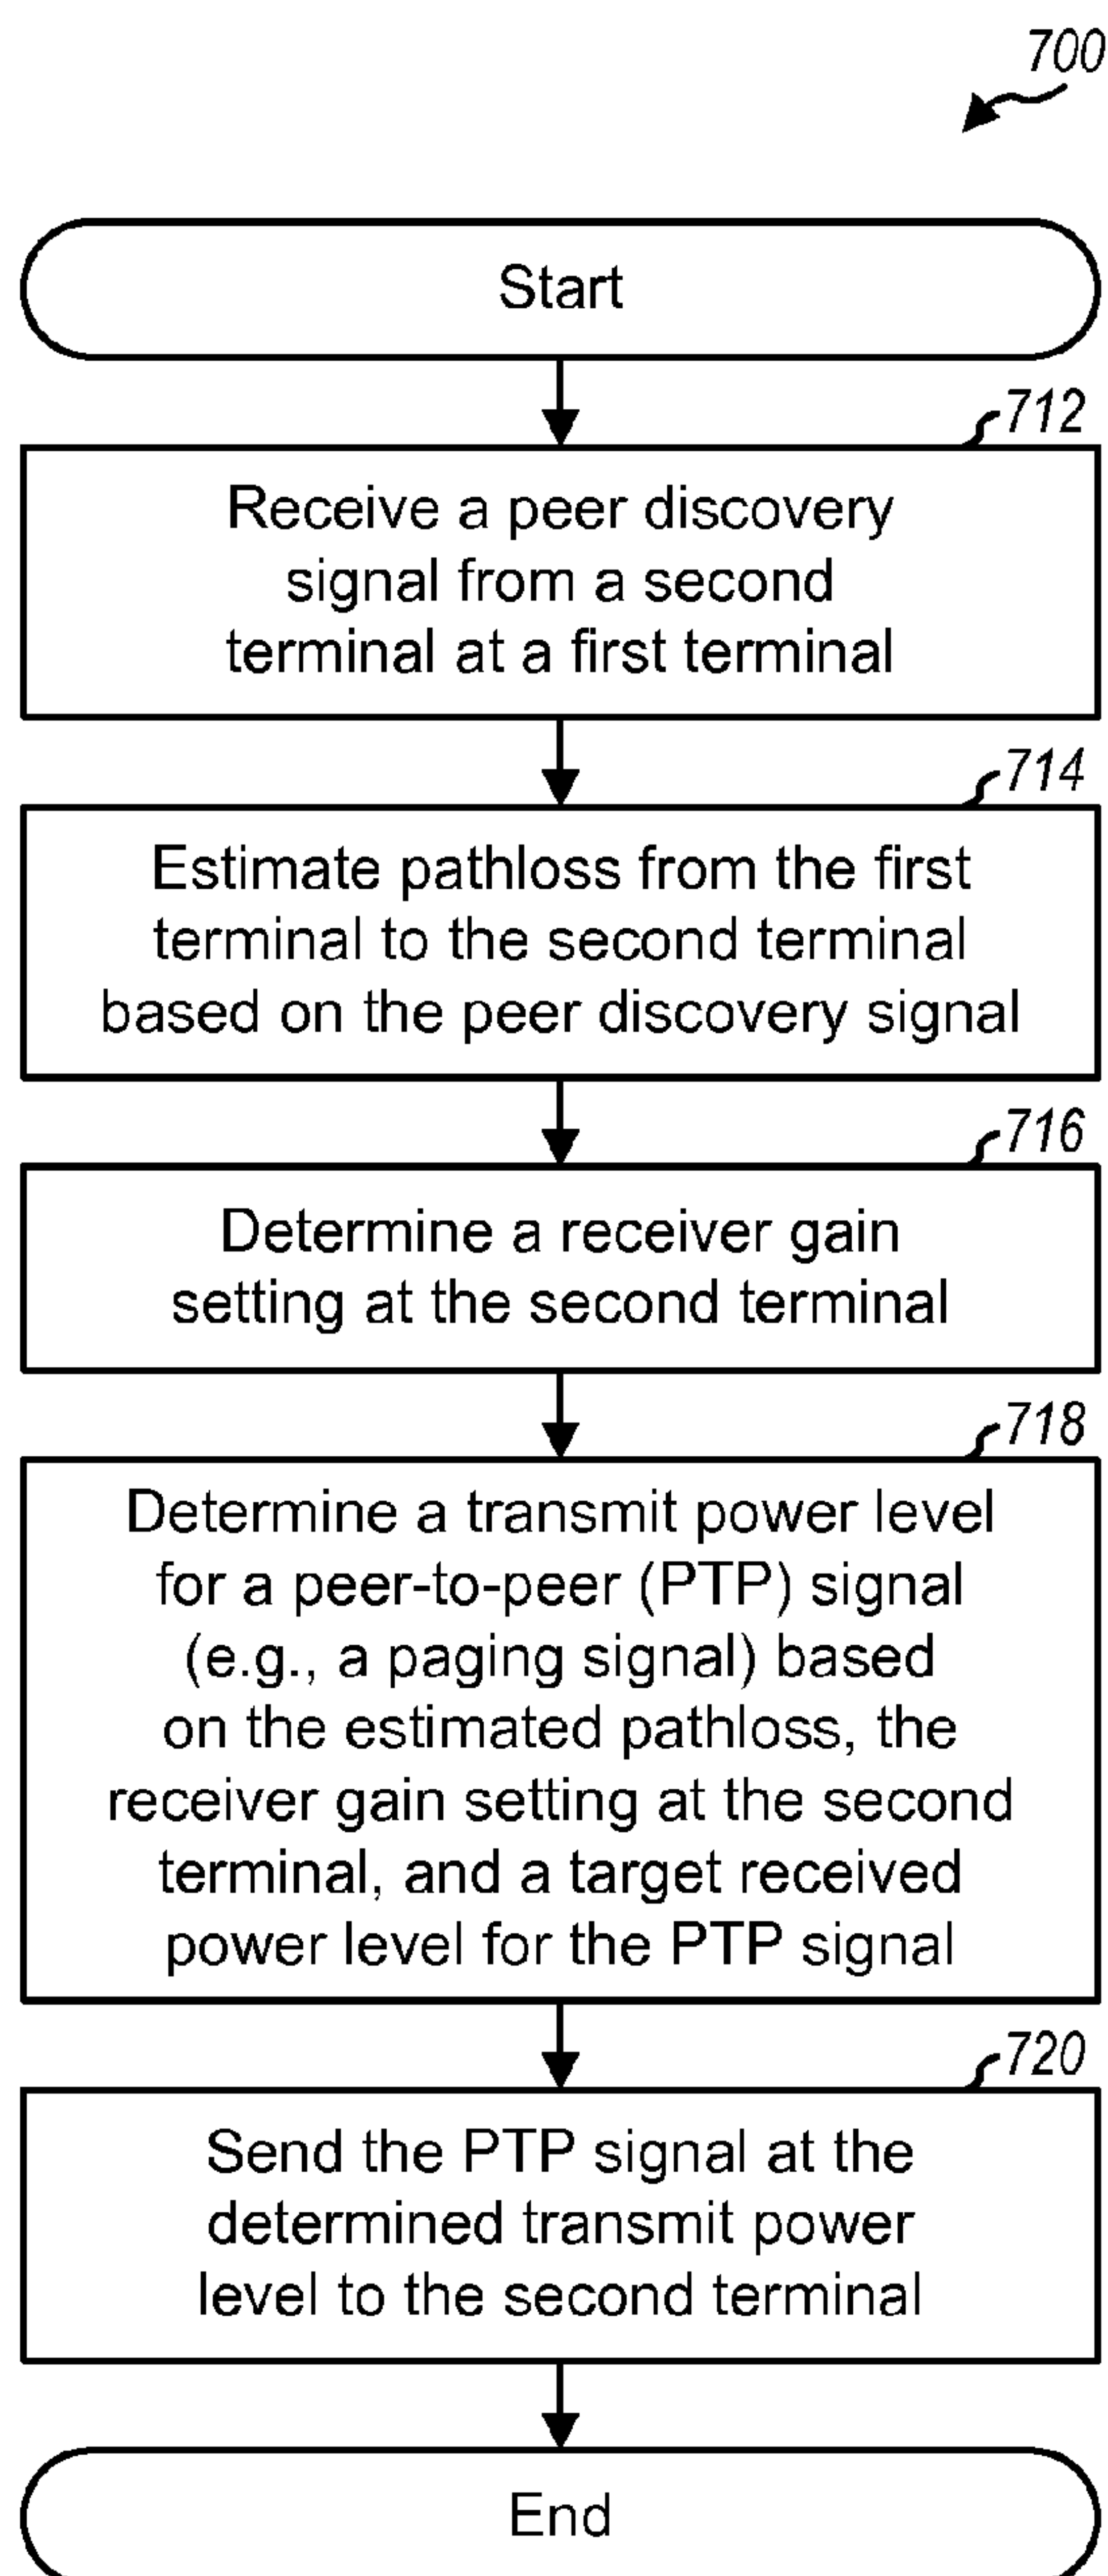 700
Start
712
Receive a peer discovery
signal from a second
terminal at a first terminal
714
Estimate pathloss from the first
terminal to the second terminal
based on the peer discovery signal
716
Determine a receiver gain
setting at the second terminal
718
Determine a transmit power level
for a peer-to-peer (PTP) signal
(e.g., a paging signal) based
on the estimated pathloss, the
receiver gain setting at the second
terminal, and a target received
power level for the PTP signal
720
Send the PTP signal at the
determined transmit power
level to the second terminal
End